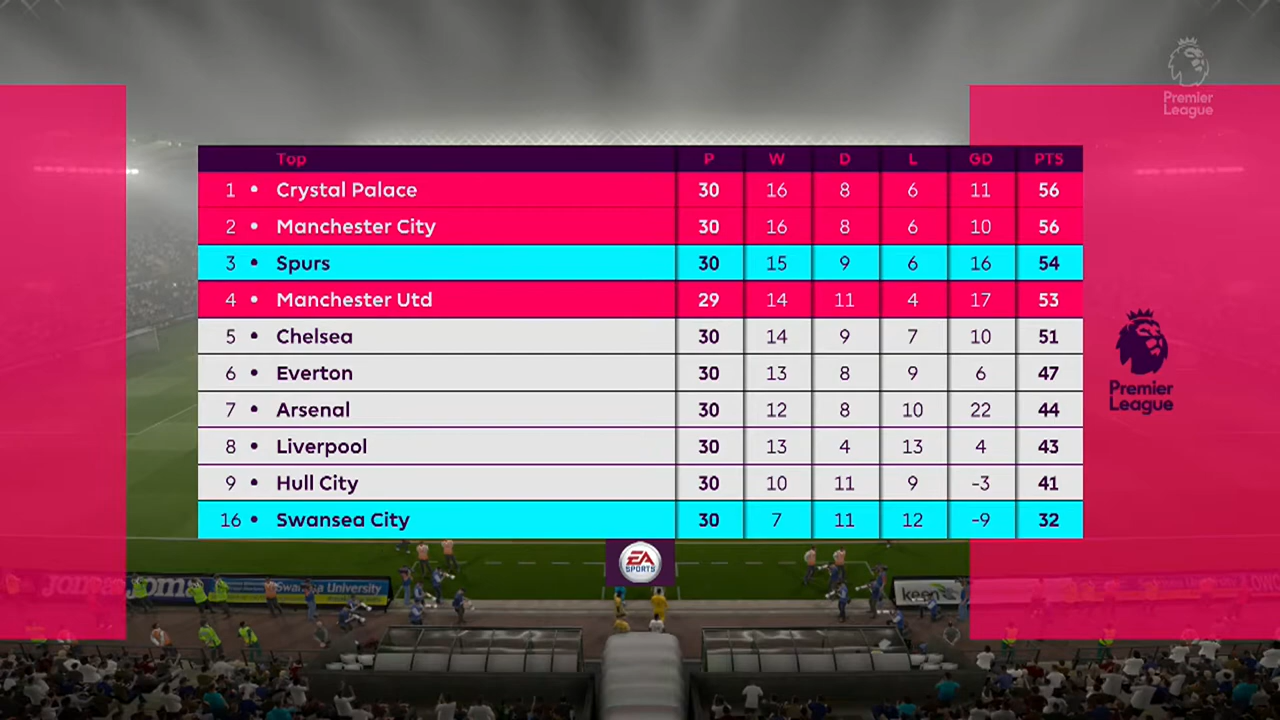 Premier
League
Top P W D L GD PTS
1 • Crystal Palace 30 16 8 6 11 56
2 • Manchester City 30 16 8 6 10 56
3 • Spurs 30 15 9 6 16 54
4 • Manchester Utd 29 14 11 4 17 53
5 • Chelsea 30 14 9 7 10 51
6 • Everton 30 13 8 9 6 47
7 • Arsenal 30 12 8 10 22 44
8 • Liverpool 30 13 4 13 4 43
9 • Hull City 30 10 11 9 -3 41
16 • Swansea City 30 7 11 12 -9 32
Premier
League
EA
SPORTS
Swansea University
keen